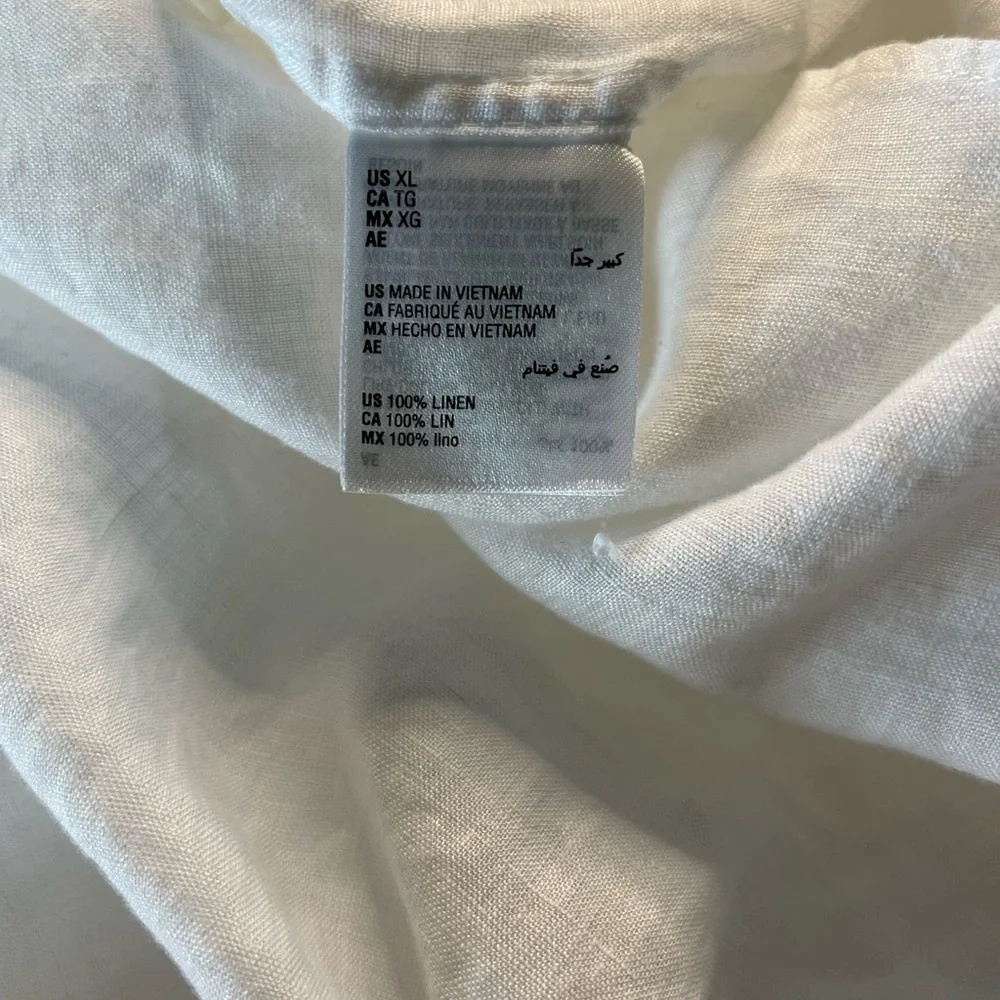 US XL
CA TG
MX XG
AE
كبير جدًا
US MADE IN VIETNAM
CA FABRIQUÉ AU VIETNAM
MX HECHO EN VIETNAM
AE
صُنع في فيتنام
US 100% LINEN
CA 100% LIN
MX 100% lino